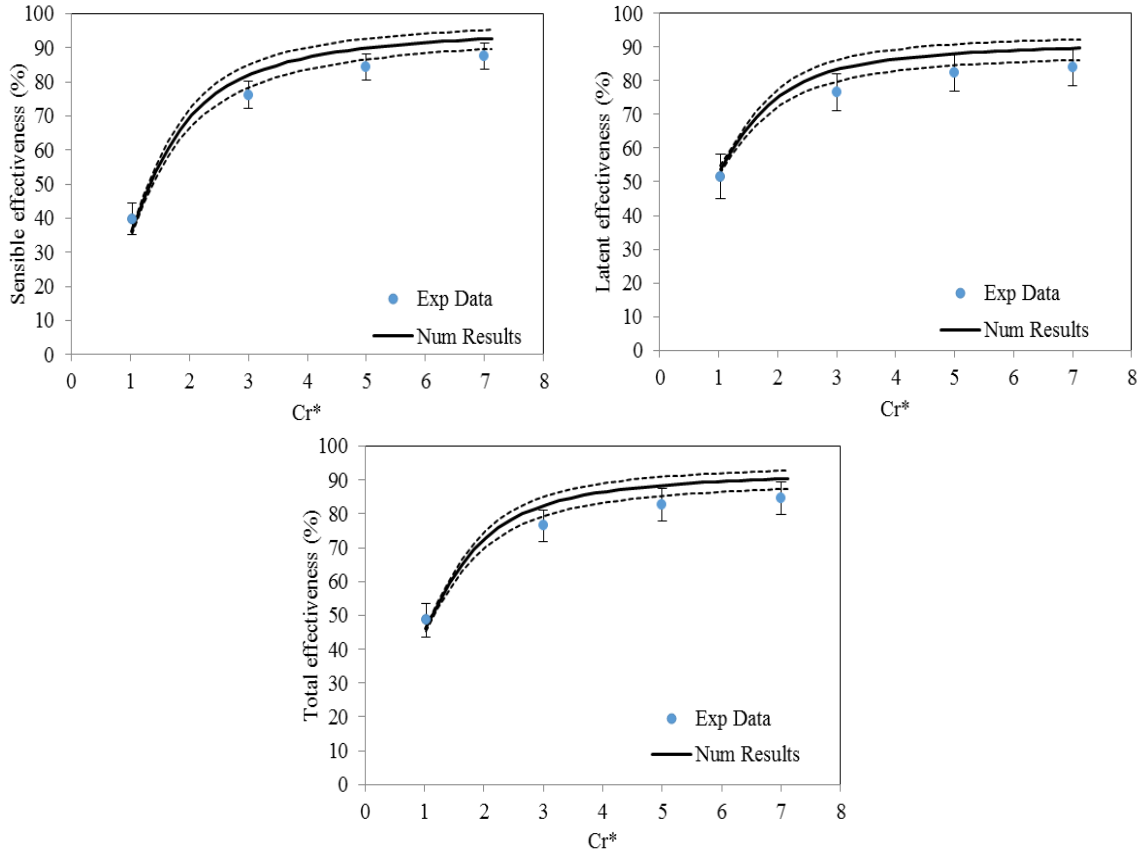 Sensible effectiveness (%)
100
90
80
70
60
50
40
30
20
10
0
0 1 2 3 4 5 6 7 8
Cr*
Exp Data
Num Results
Latent effectiveness (%)
100
90
80
70
60
50
40
30
20
10
0
0 1 2 3 4 5 6 7 8
Cr*
Exp Data
Num Results
Total effectiveness (%)
100
90
80
70
60
50
40
30
20
10
0
0 1 2 3 4 5 6 7 8
Cr*
Exp Data
Num Results